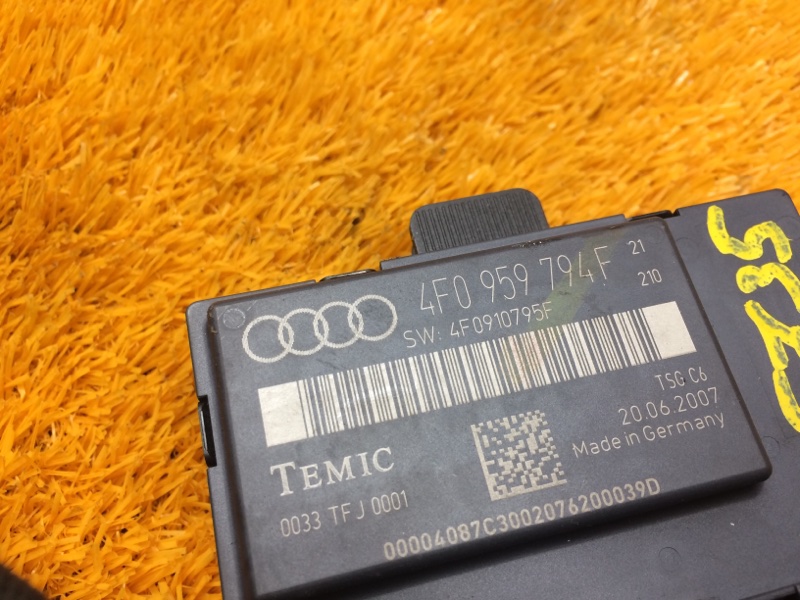 4F0 959 794F 21
SW: 4F0910795F 210
TSG C6
20.06.2007
Made in Germany
TEMIC
0033 TFJ 0001
00004087C3002076200039D